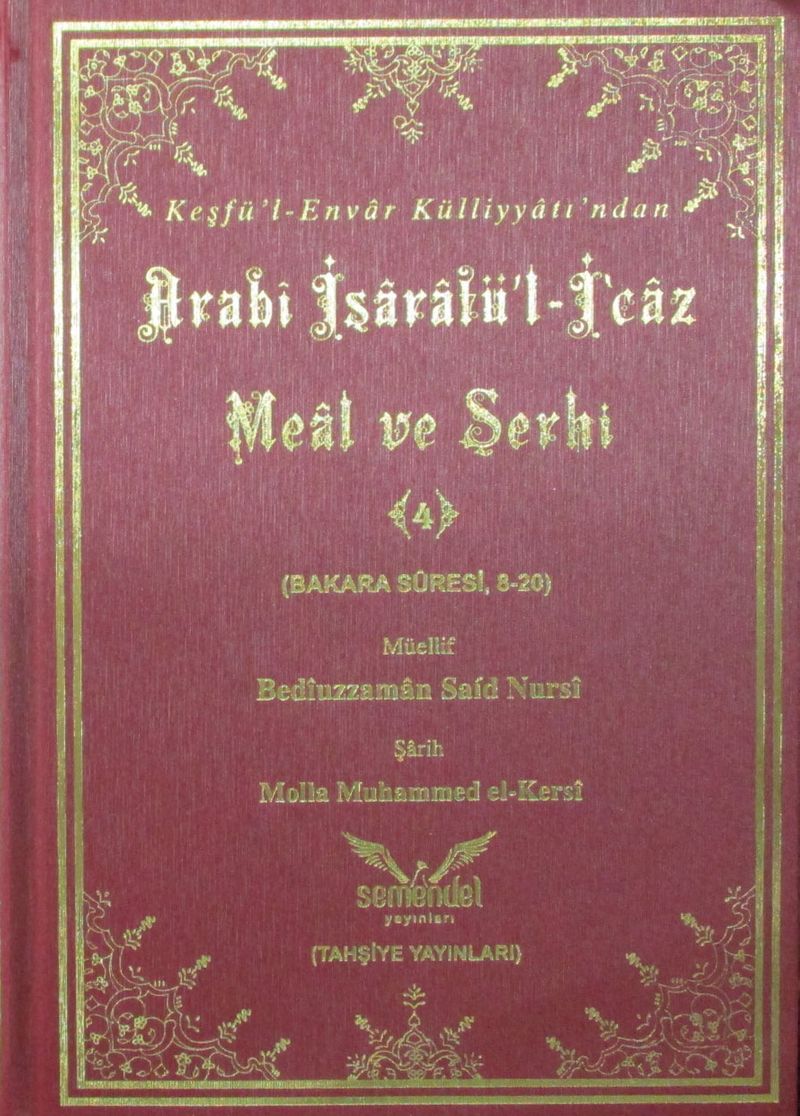 Keşfü'l-Envâr Külliyyâtı'ndan
Arabî İşârâtü'l-İ'câz
Meâl ve Şerhi
(4)
(BAKARA SÛRESİ, 8-20)
Müellif
Bedîuzzamân Saíd Nursî
Şârih
Molla Muhammed el-Kersî
semendel
yayınları
(TAHŞİYE YAYINLARI)